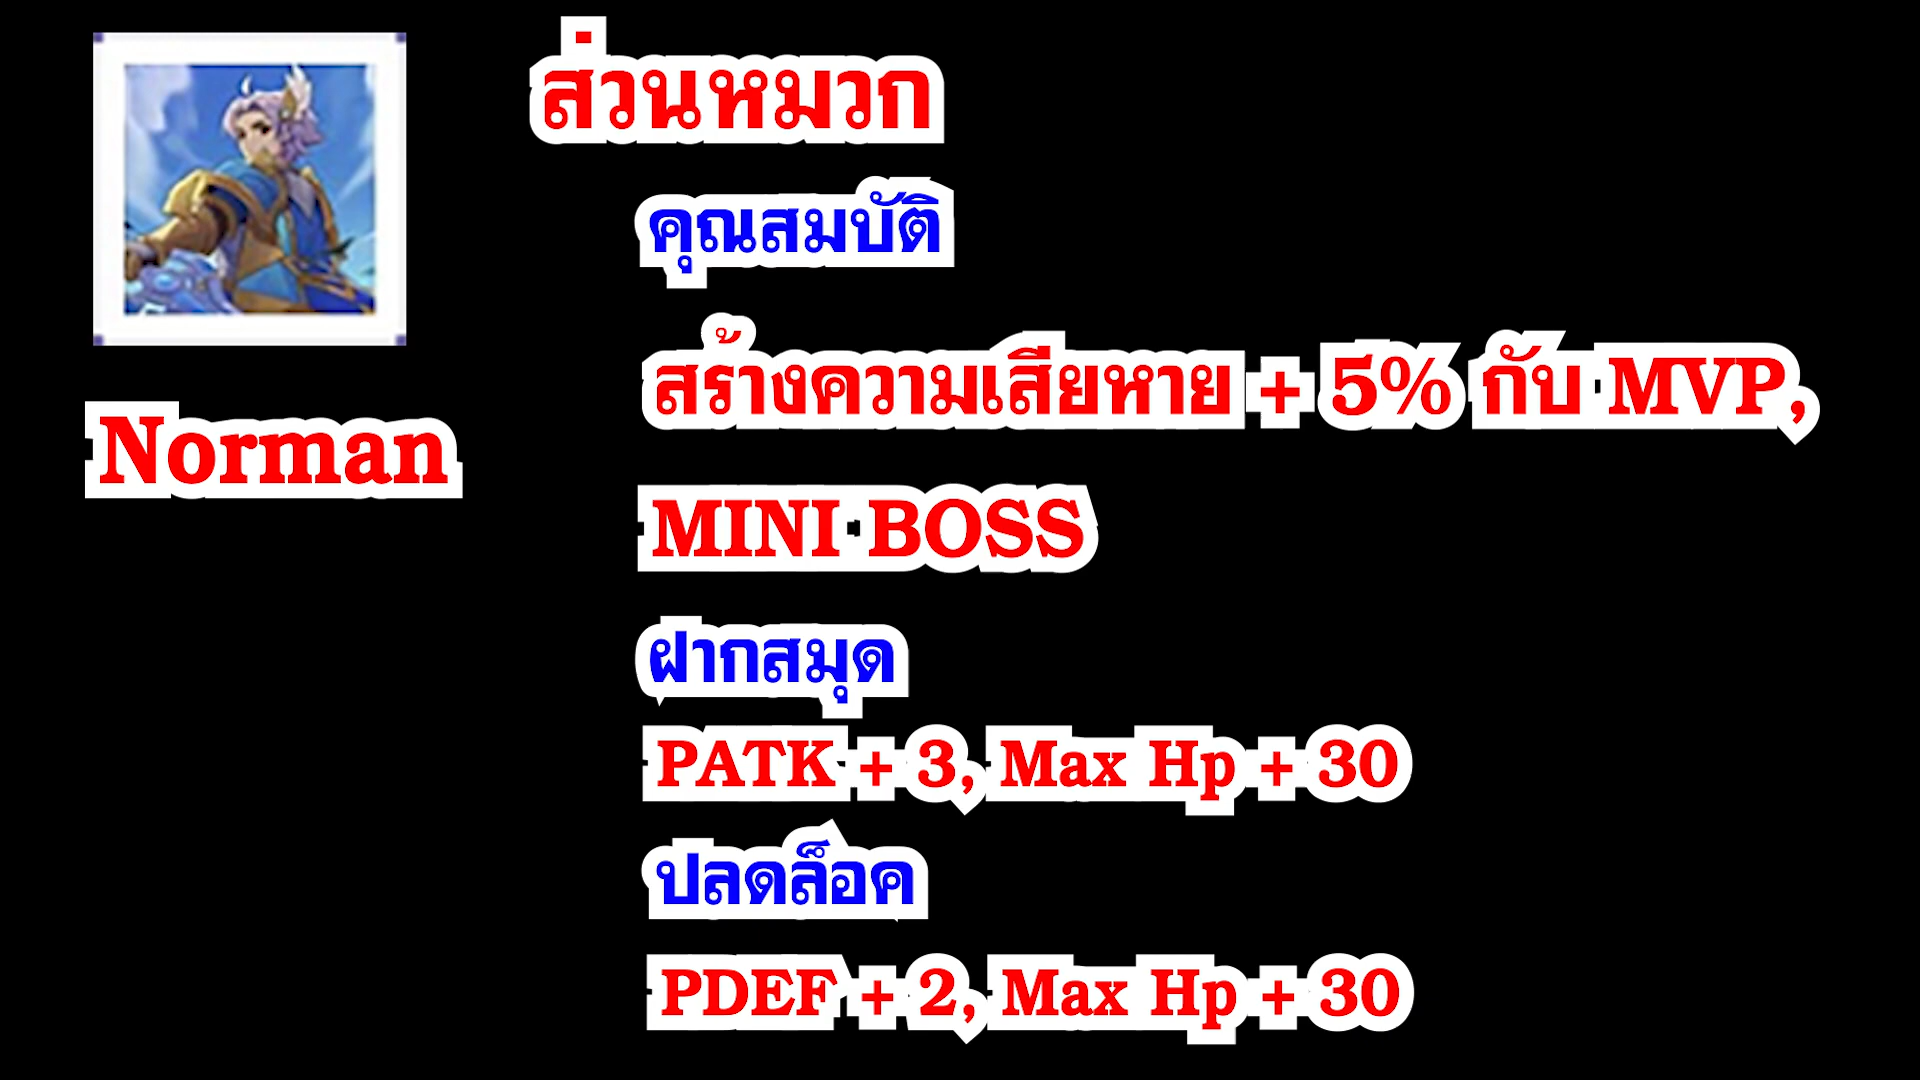 ส่วนหมวก
คุณสมบัติ
สร้างความเสียหาย + 5% กับ MVP,
MINI BOSS
Norman
ฝากสมุด
PATK + 3, Max Hp + 30
ปลดล็อค
PDEF + 2, Max Hp + 30